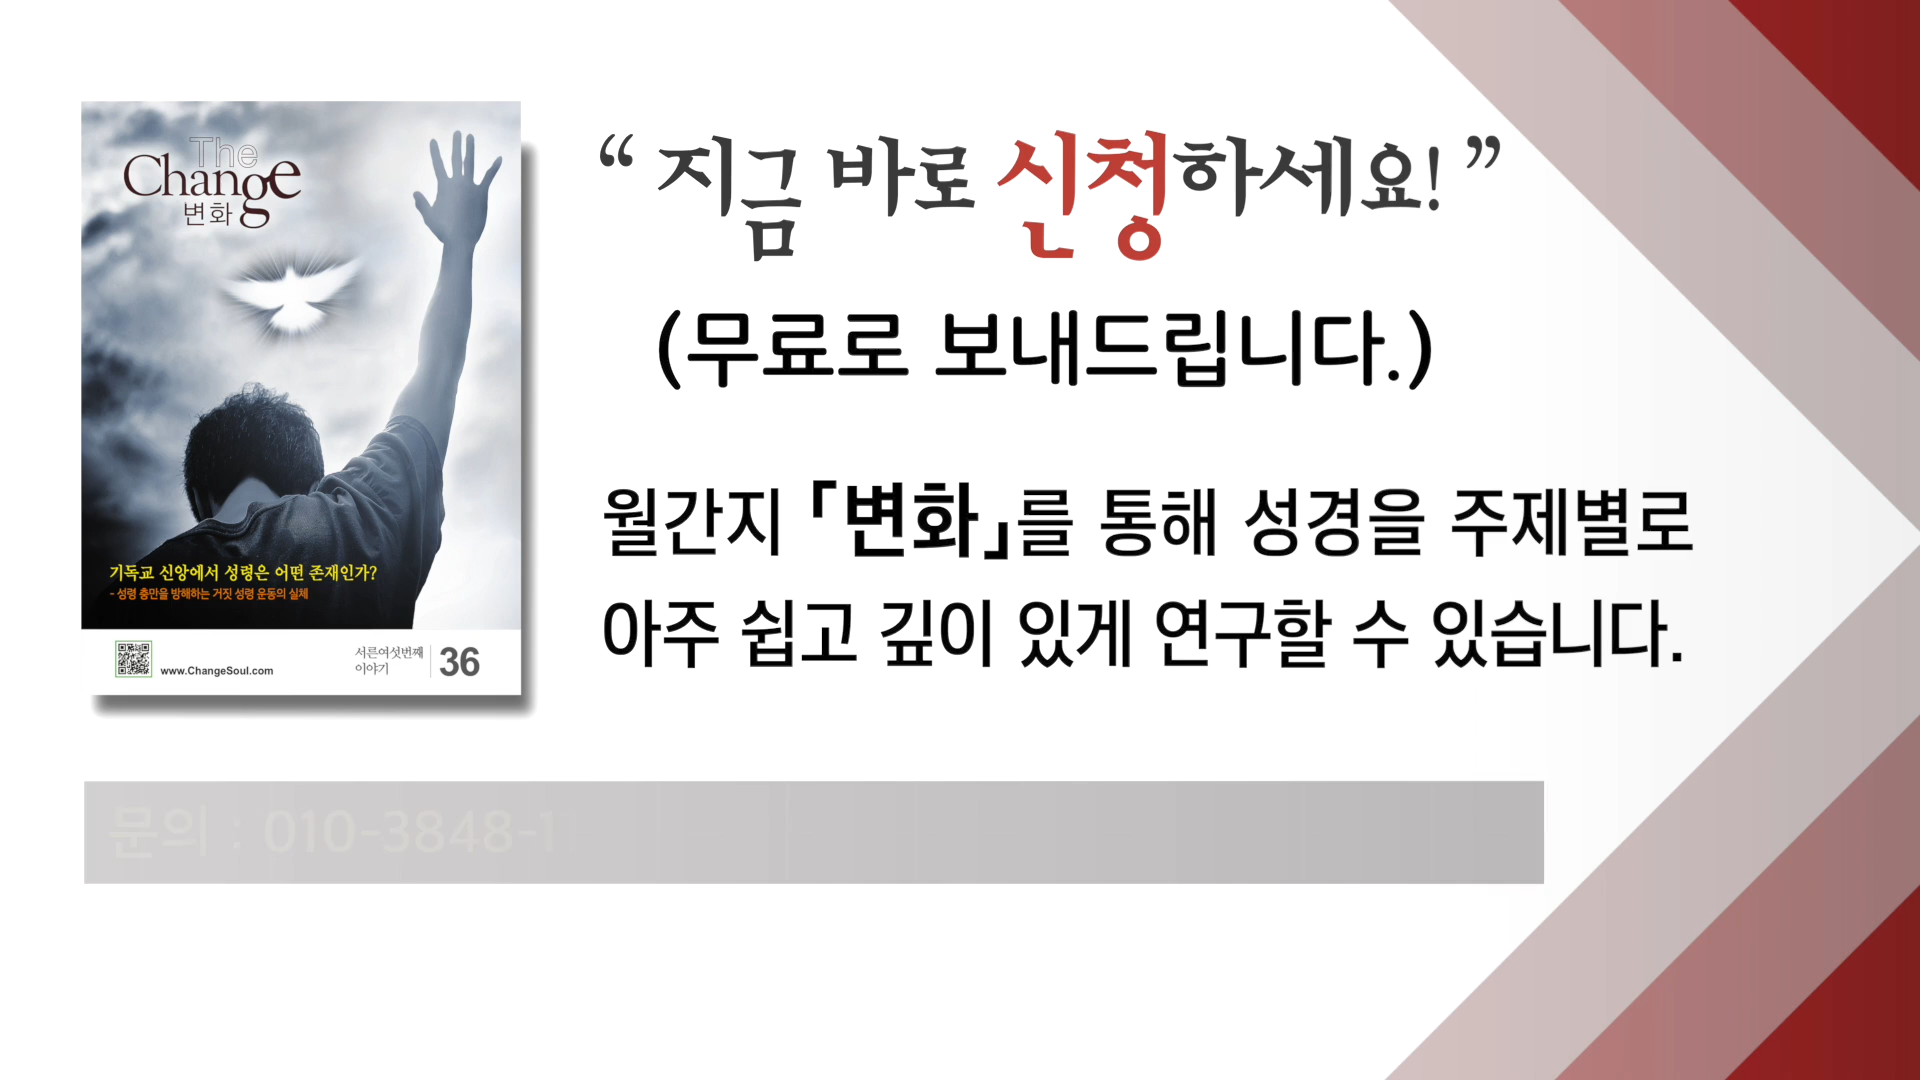 The
Change
변화
기독교 신앙에서 성령은 어떤 존재인가?
- 성령 충만을 방해하는 거짓 성령 운동의 실체
www.ChangeSoul.com
서른여섯번째
이야기
36
“ 지금 바로 신청하세요! ”
(무료로 보내드립니다.)
월간지 「변화」를 통해 성경을 주제별로
아주 쉽고 깊이 있게 연구할 수 있습니다.
문의 : 010-3848-1